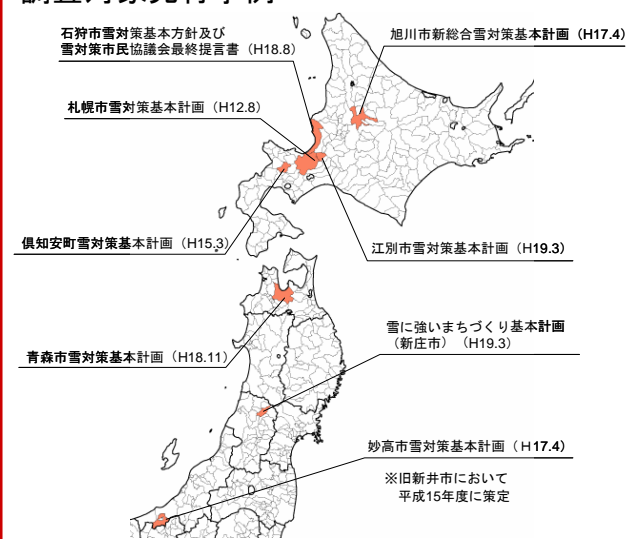 石狩市雪対策基本方針及び
雪対策市民協議会最終提言書（H18.8）
旭川市新総合雪対策基本計画（H17.4）
札幌市雪対策基本計画（H12.8）
倶知安町雪対策基本計画（H15.3）
江別市雪対策基本計画（H19.3）
雪に強いまちづくり基本計画
（新庄市）（H19.3）
青森市雪対策基本計画（H18.11）
妙高市雪対策基本計画（H17.4）
※旧新井市において
平成15年度に策定